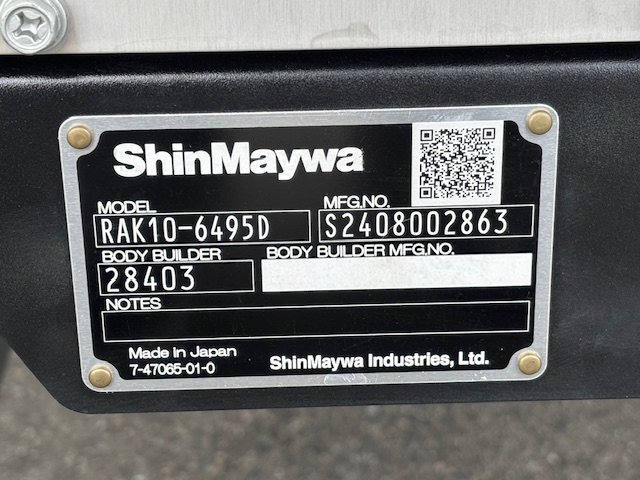 ShinMaywa
MODEL
MFG.NO.
RAK10-6495D
S2408002863
BODY BUILDER
BODY BUILDER MFG.NO.
28403
NOTES
Made in Japan
7-47065-01-0
ShinMaywa Industries, Ltd.